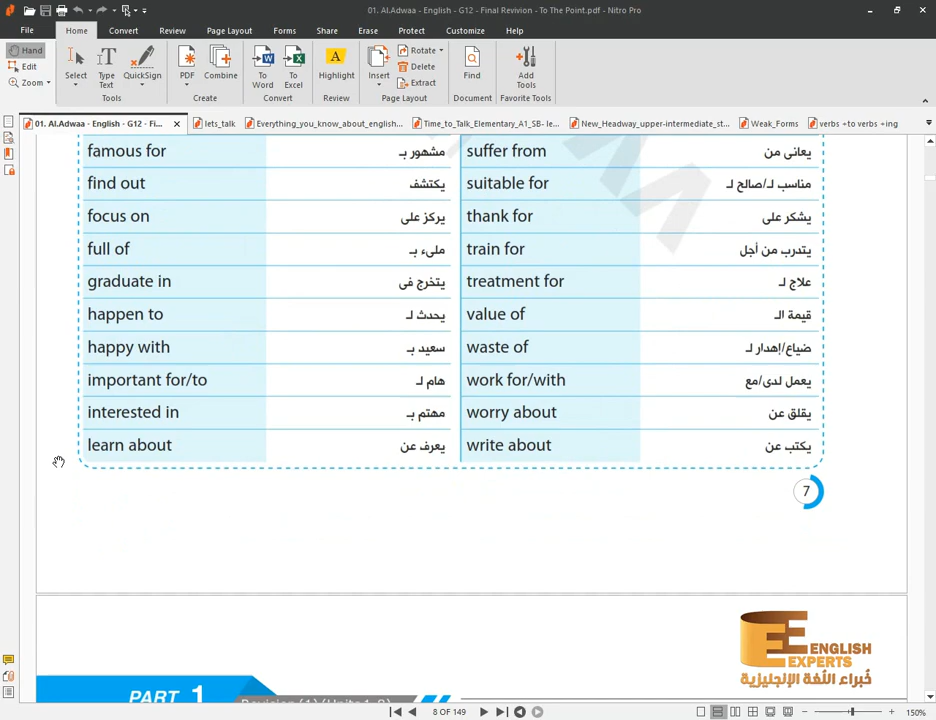 01. Al.Adwaa - English - G12 - Final Revivion - To The Point.pdf - Nitro Pro
File Home Convert Review Page Layout Forms Share Erase Protect Customize Help
Hand
Edit
Zoom
Select
Type Text
QuickSign
Tools
PDF
Combine
Create
To Word
To Excel
Convert
Highlight
Review
Insert
Rotate
Delete
Extract
Page Layout
Find
Document
Add Tools
Favorite Tools
01. Al.Adwaa - English - G12 - Fi...
lets_talk
Everything_you_know_about_english...
Time_to_Talk_Elementary_A1_SB- le...
New_Headway_upper-intermediate_st...
Weak_Forms
verbs +to verbs +ing
famous for مشهور بـ suffer from يعانى من
find out يكتشف suitable for مناسب لـ/صالح لـ
focus on يركز على thank for يشكر على
full of ملىء بـ train for يتدرب من أجل
graduate in يتخرج فى treatment for علاج لـ
happen to يحدث لـ value of قيمة الـ
happy with سعيد بـ waste of ضياع/إهدار لـ
important for/to هام لـ work for/with يعمل لدى/مع
interested in مهتم بـ worry about يقلق عن
learn about يعرف عن write about يكتب عن
7
ENGLISH
EXPERTS
خُبراء اللُغة الإنجليزية
PART 1
8 OF 149
150%